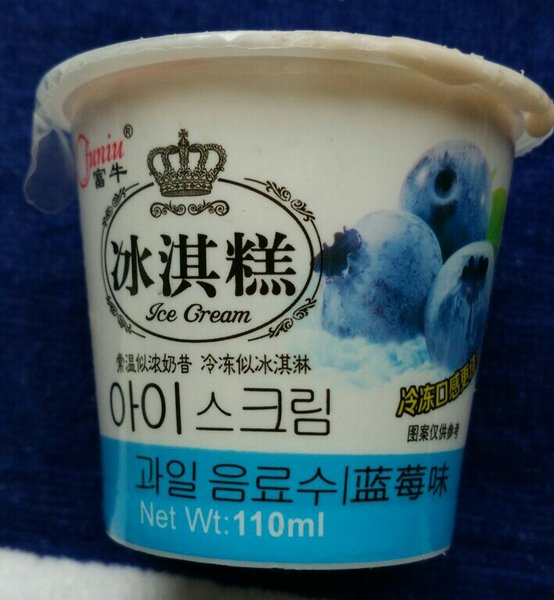 funiu®
富牛
冰淇糕
Ice Cream
常温似浓奶昔 冷冻似冰淇淋
아이스크림
冷冻口感更
图案仅供参考
과일 음료수|蓝莓味
Net Wt:110ml